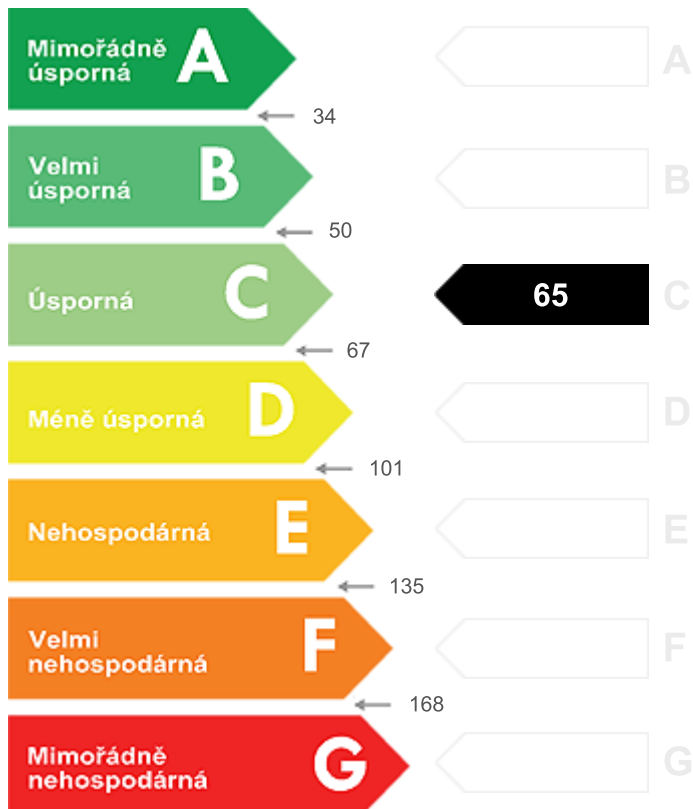 Mimořádně
úsporná
A
A
34
Velmi
úsporná
B
B
50
Úsporná
C
65
C
67
Méně úsporná
D
D
101
Nehospodárná
E
E
135
Velmi
nehospodárná
F
F
168
Mimořádně
nehospodárná
G
G